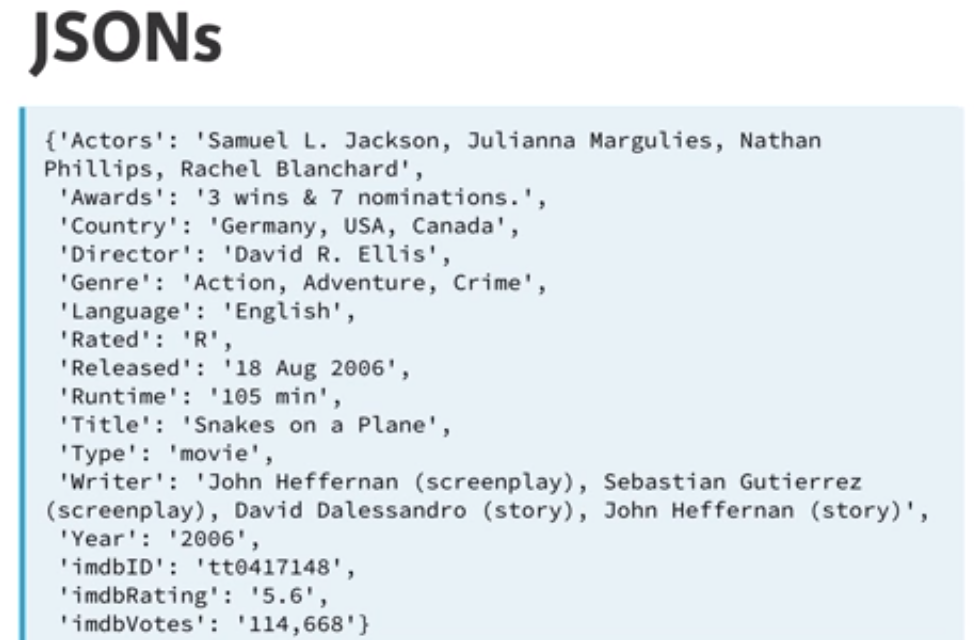 JSONs
{'Actors': 'Samuel L. Jackson, Julianna Margulies, Nathan
Phillips, Rachel Blanchard',
'Awards': '3 wins & 7 nominations.',
'Country': 'Germany, USA, Canada',
'Director': 'David R. Ellis',
'Genre': 'Action, Adventure, Crime',
'Language': 'English',
'Rated': 'R',
'Released': '18 Aug 2006',
'Runtime': '105 min',
'Title': 'Snakes on a Plane',
'Type': 'movie',
'Writer': 'John Heffernan (screenplay), Sebastian Gutierrez
(screenplay), David Dalessandro (story), John Heffernan (story)',
'Year': '2006',
'imdbID': 'tt0417148',
'imdbRating': '5.6',
'imdbVotes': '114,668'}